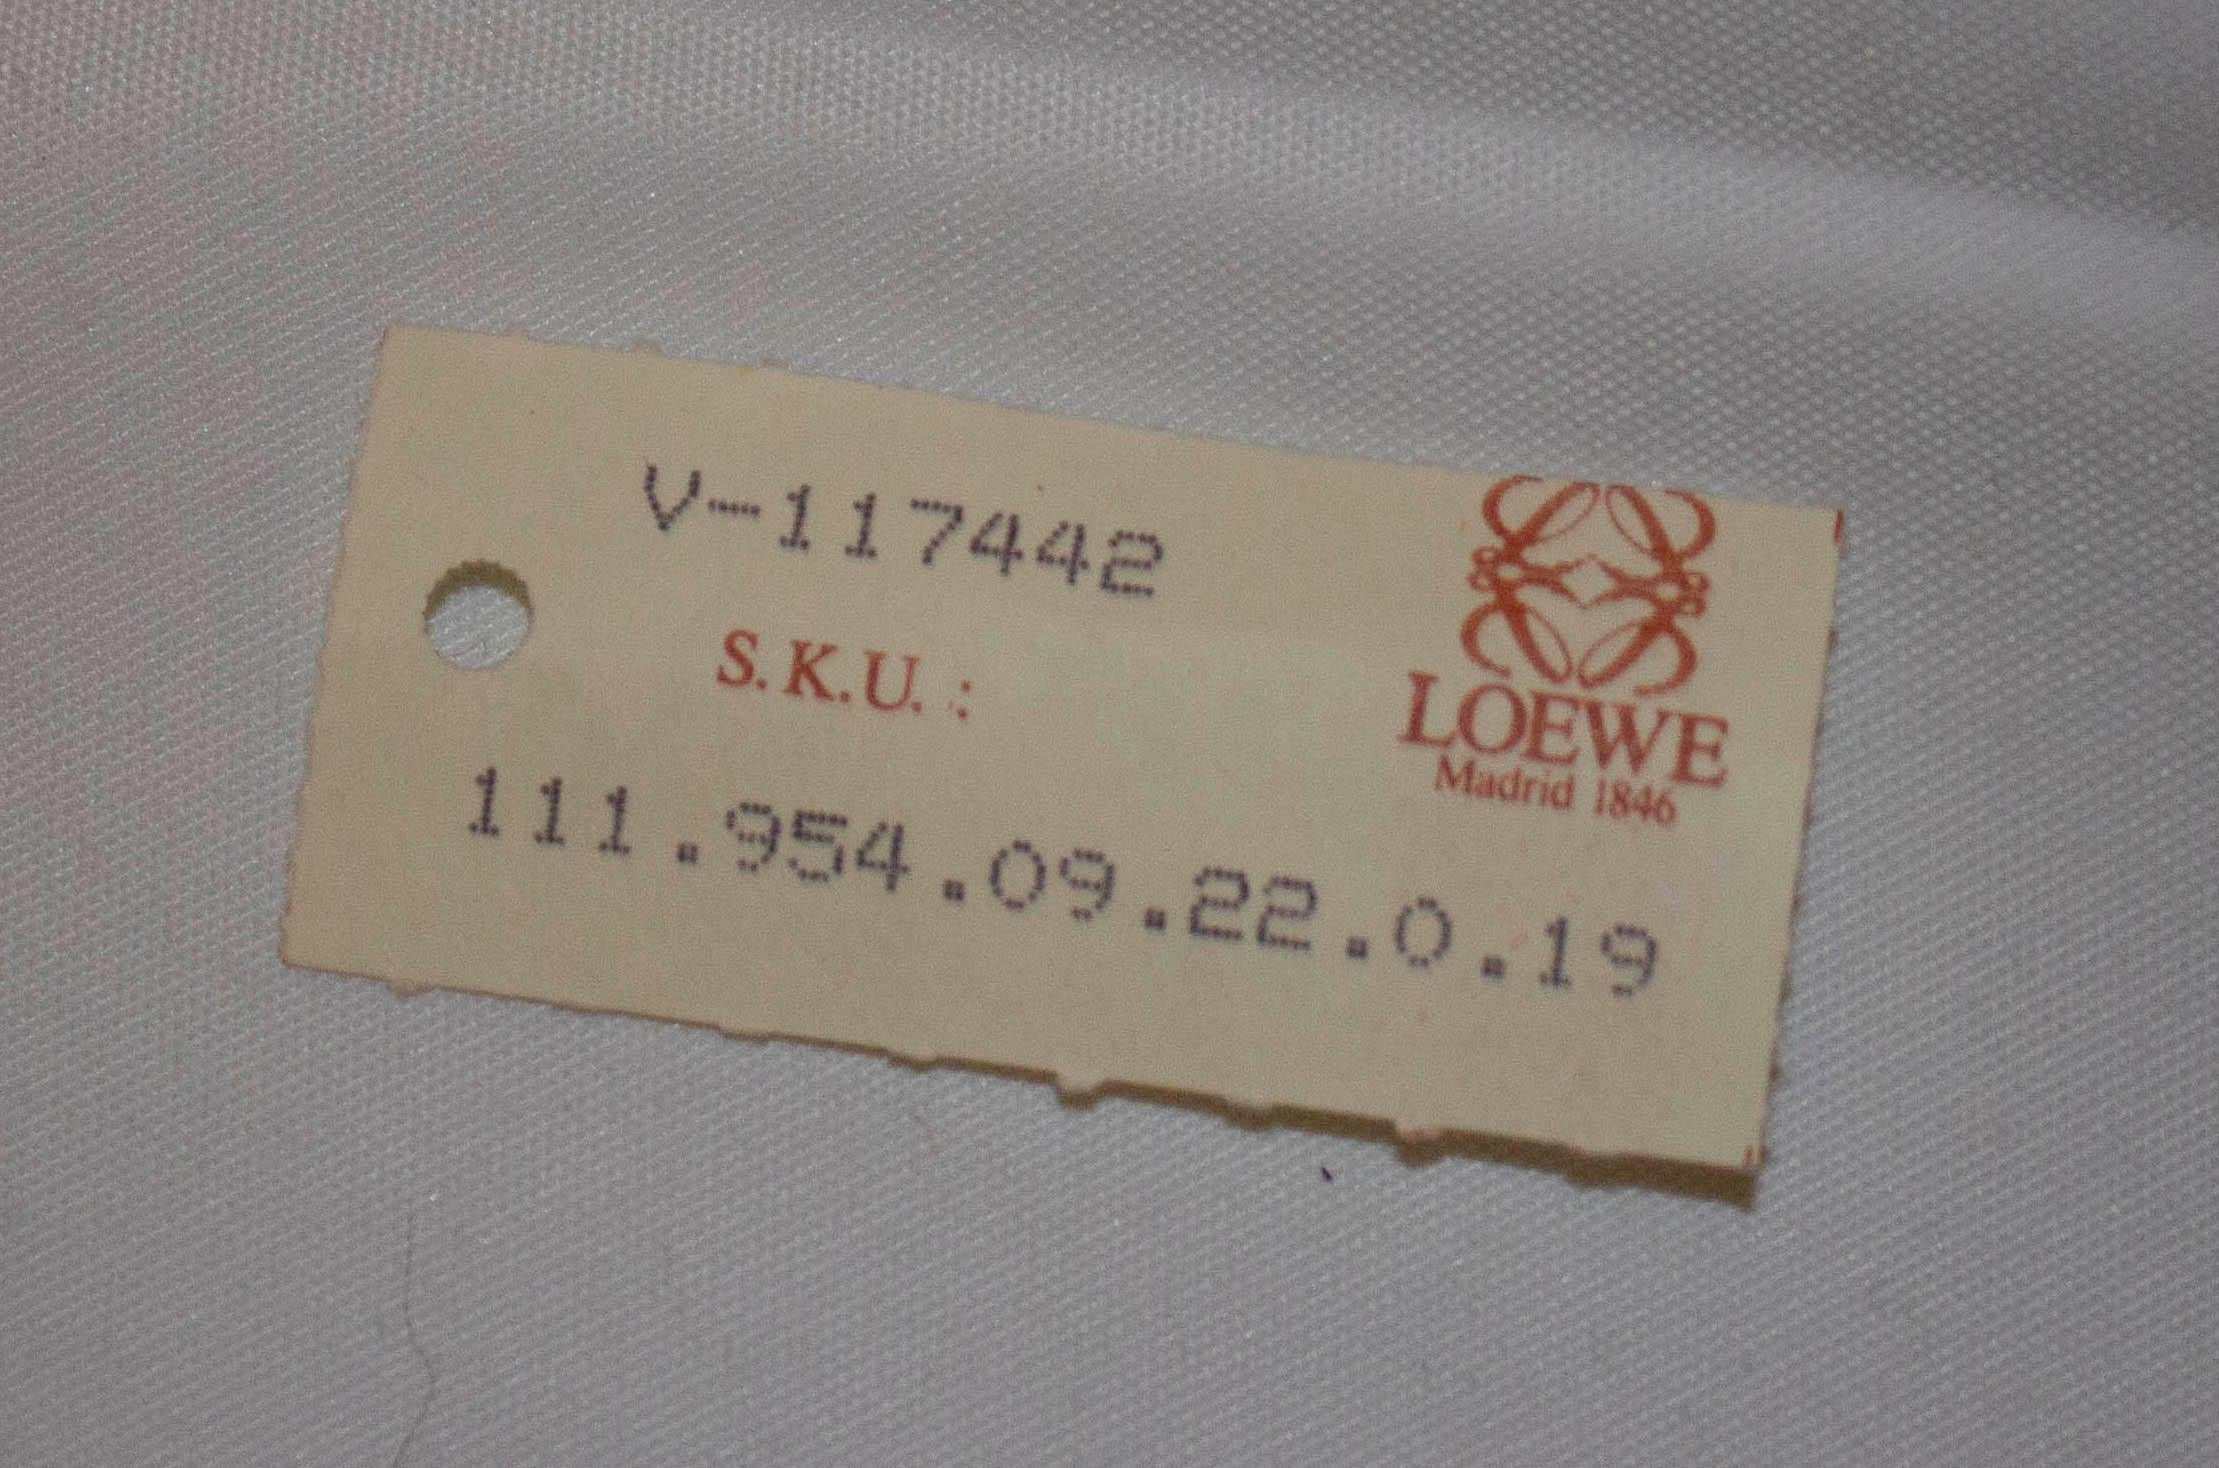 V-117442
S.K.U. :
LOEWE
Madrid 1846
111.954.09.22.0.19